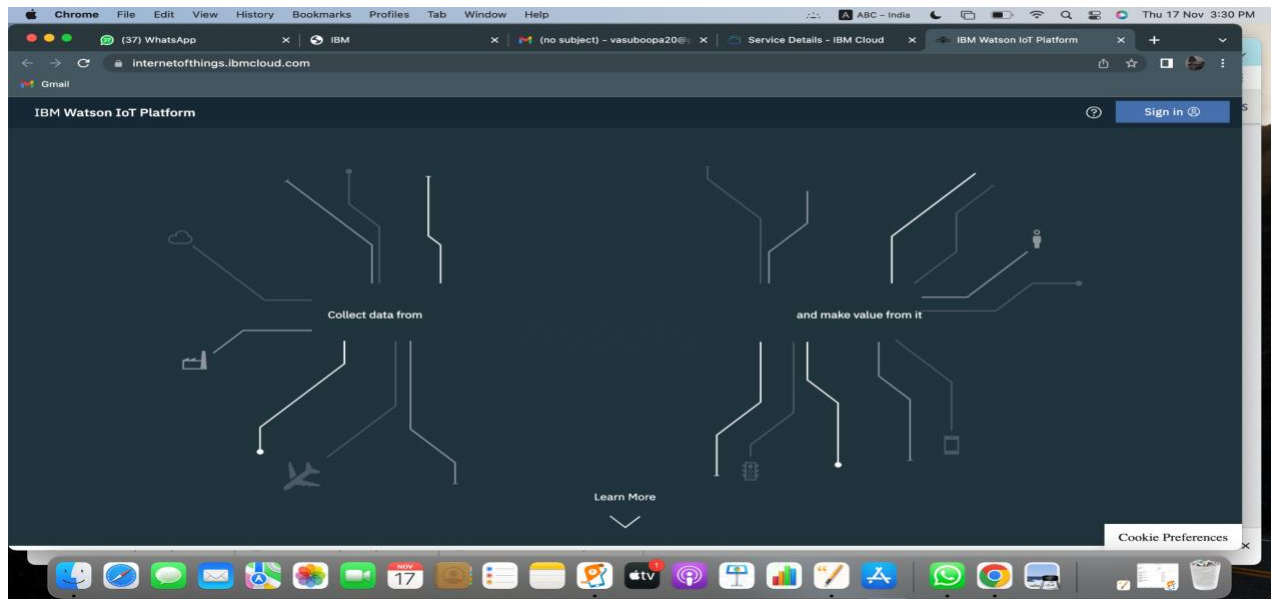 Chrome File Edit View History Bookmarks Profiles Tab Window Help A ABC – India Thu 17 Nov 3:30 PM
(37) WhatsApp × IBM × (no subject) – vasuboopa20@ × Service Details – IBM Cloud × IBM Watson IoT Platform × +
internetofthings.ibmcloud.com
Gmail
IBM Watson IoT Platform Sign in
Collect data from and make value from it
Learn More
Cookie Preferences
NOV
17
tv
1